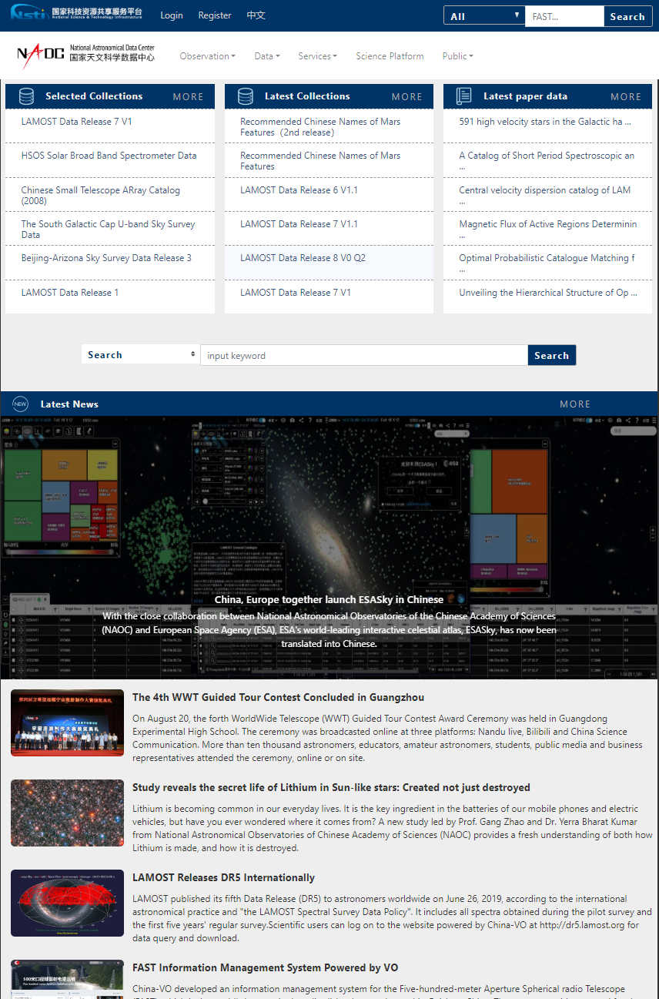 Nsti 国家科技资源共享服务平台
National Science & Technology Infrastructure
Login Register 中文
All FAST... Search
NADC National Astronomical Data Center
国家天文科学数据中心
Observation Data Services Science Platform Public
Selected Collections MORE
LAMOST Data Release 7 V1
HSOS Solar Broad Band Spectrometer Data
Chinese Small Telescope ARray Catalog
(2008)
The South Galactic Cap U-band Sky Survey
Data
Beijing-Arizona Sky Survey Data Release 3
LAMOST Data Release 1
Latest Collections MORE
Recommended Chinese Names of Mars
Features（2nd release）
Recommended Chinese Names of Mars
Features
LAMOST Data Release 6 V1.1
LAMOST Data Release 7 V1.1
LAMOST Data Release 8 V0 Q2
LAMOST Data Release 7 V1
Latest paper data MORE
591 high velocity stars in the Galactic ha ...
A Catalog of Short Period Spectroscopic an
...
Central velocity dispersion catalog of LAM
...
Magnetic Flux of Active Regions Determinin
...
Optimal Probabilistic Catalogue Matching f
...
Unveiling the Hierarchical Structure of Op ...
Search input keyword Search
NEW Latest News MORE
欢迎来到ESASky！ esa
LAMOST General Catalogue
China, Europe together launch ESASky in Chinese
With the close collaboration between National Astronomical Observatories of the Chinese Academy of Sciences
(NAOC) and European Space Agency (ESA), ESA's world-leading interactive celestial atlas, ESASky, has now been
translated into Chinese.
The 4th WWT Guided Tour Contest Concluded in Guangzhou
On August 20, the forth WorldWide Telescope (WWT) Guided Tour Contest Award Ceremony was held in Guangdong
Experimental High School. The ceremony was broadcasted online at three platforms: Nandu live, Bilibili and China Science
Communication. More than ten thousand astronomers, educators, amateur astronomers, students, public media and business
representatives attended the ceremony, online or on site.
Study reveals the secret life of Lithium in Sun-like stars: Created not just destroyed
Lithium is becoming common in our everyday lives. It is the key ingredient in the batteries of our mobile phones and electric
vehicles, but have you ever wondered where it comes from? A new study led by Prof. Gang Zhao and Dr. Yerra Bharat Kumar
from National Astronomical Observatories of Chinese Academy of Sciences (NAOC) provides a fresh understanding of both how
Lithium is made, and how it is destroyed.
LAMOST Releases DR5 Internationally
LAMOST published its fifth Data Release (DR5) to astronomers worldwide on June 26, 2019, according to the international
astronomical practice and "the LAMOST Spectral Survey Data Policy". It includes all spectra obtained during the pilot survey and
the first five years' regular survey.Scientific users can log on to the website powered by China-VO at http://dr5.lamost.org for
data query and download.
FAST Information Management System Powered by VO
China-VO developed an information management system for the Five-hundred-meter Aperture Spherical radio Telescope